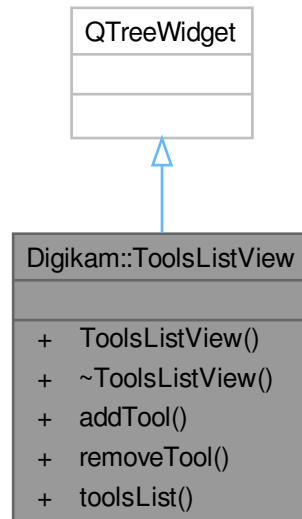 QTreeWidget
Digikam::ToolsListView
+ ToolsListView()
+ ~ToolsListView()
+ addTool()
+ removeTool()
+ toolsList()